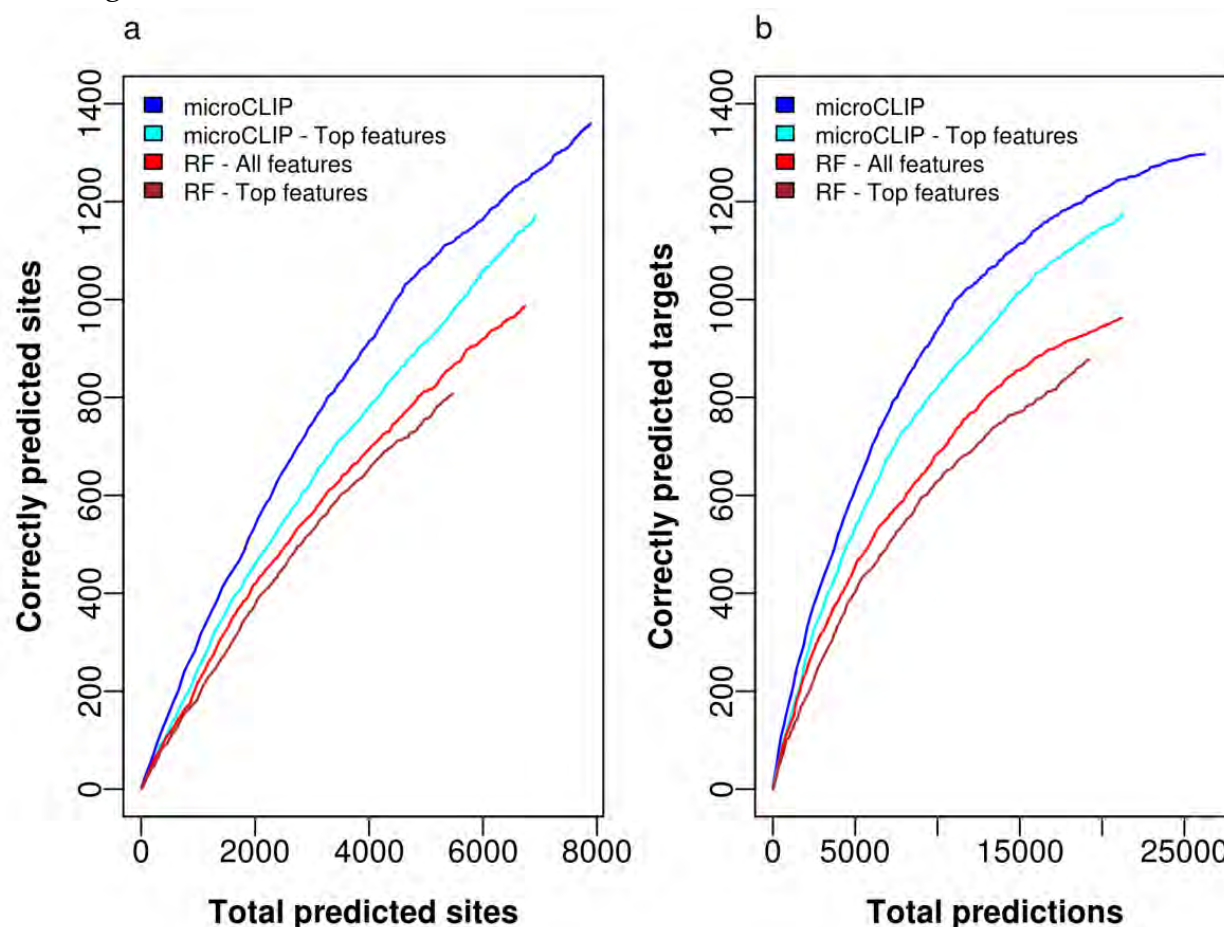 a
1400
1200
1000
800
600
400
200
0
Correctly predicted sites
microCLIP
microCLIP - Top features
RF - All features
RF - Top features
0 2000 4000 6000 8000
Total predicted sites
b
1400
1200
1000
800
600
400
200
0
Correctly predicted targets
microCLIP
microCLIP - Top features
RF - All features
RF - Top features
0 5000 15000 25000
Total predictions